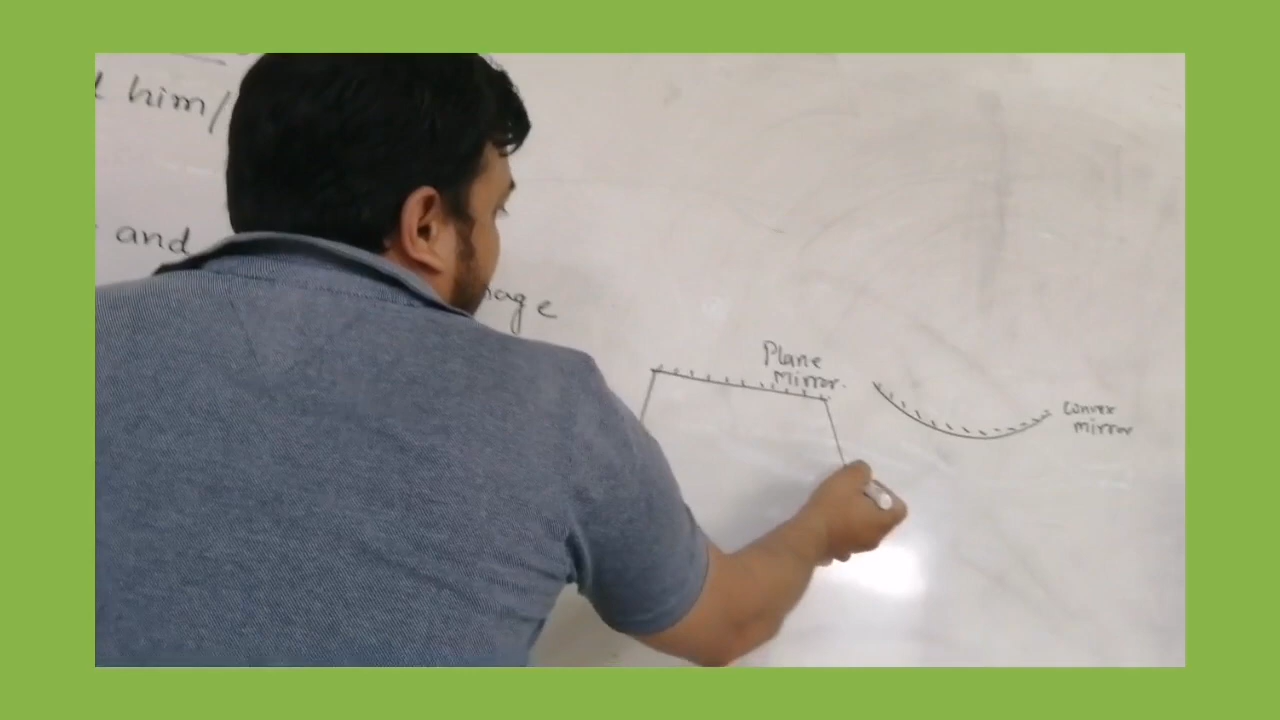 him/
and
Plane
Mirror.
Convex
mirror